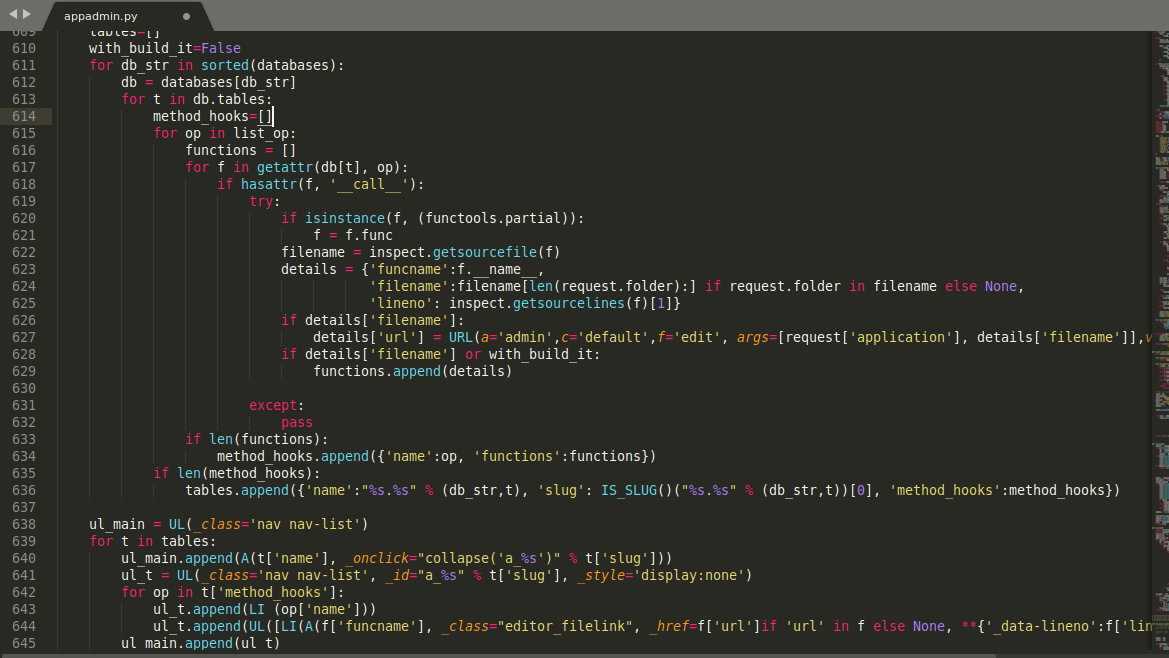 appadmin.py
609 tables=[]
610 with_build_it=False
611 for db_str in sorted(databases):
612 db = databases[db_str]
613 for t in db.tables:
614 method_hooks=[]
615 for op in list_op:
616 functions = []
617 for f in getattr(db[t], op):
618 if hasattr(f, '__call__'):
619 try:
620 if isinstance(f, (functools.partial)):
621 f = f.func
622 filename = inspect.getsourcefile(f)
623 details = {'funcname':f.__name__,
624 'filename':filename[len(request.folder):] if request.folder in filename else None,
625 'lineno': inspect.getsourcelines(f)[1]}
626 if details['filename']:
627 details['url'] = URL(a='admin',c='default',f='edit', args=[request['application'], details['filename']],v
628 if details['filename'] or with_build_it:
629 functions.append(details)
630
631 except:
632 pass
633 if len(functions):
634 method_hooks.append({'name':op, 'functions':functions})
635 if len(method_hooks):
636 tables.append({'name':"%s.%s" % (db_str,t), 'slug': IS_SLUG()("%s.%s" % (db_str,t))[0], 'method_hooks':method_hooks})
637
638 ul_main = UL(_class='nav nav-list')
639 for t in tables:
640 ul_main.append(A(t['name'], _onclick="collapse('a_%s')" % t['slug']))
641 ul_t = UL(_class='nav nav-list', _id="a_%s" % t['slug'], _style='display:none')
642 for op in t['method_hooks']:
643 ul_t.append(LI (op['name']))
644 ul_t.append(UL([LI(A(f['funcname'], _class="editor_filelink", _href=f['url']if 'url' in f else None, **{'_data-lineno':f['lin
645 ul_main.append(ul_t)